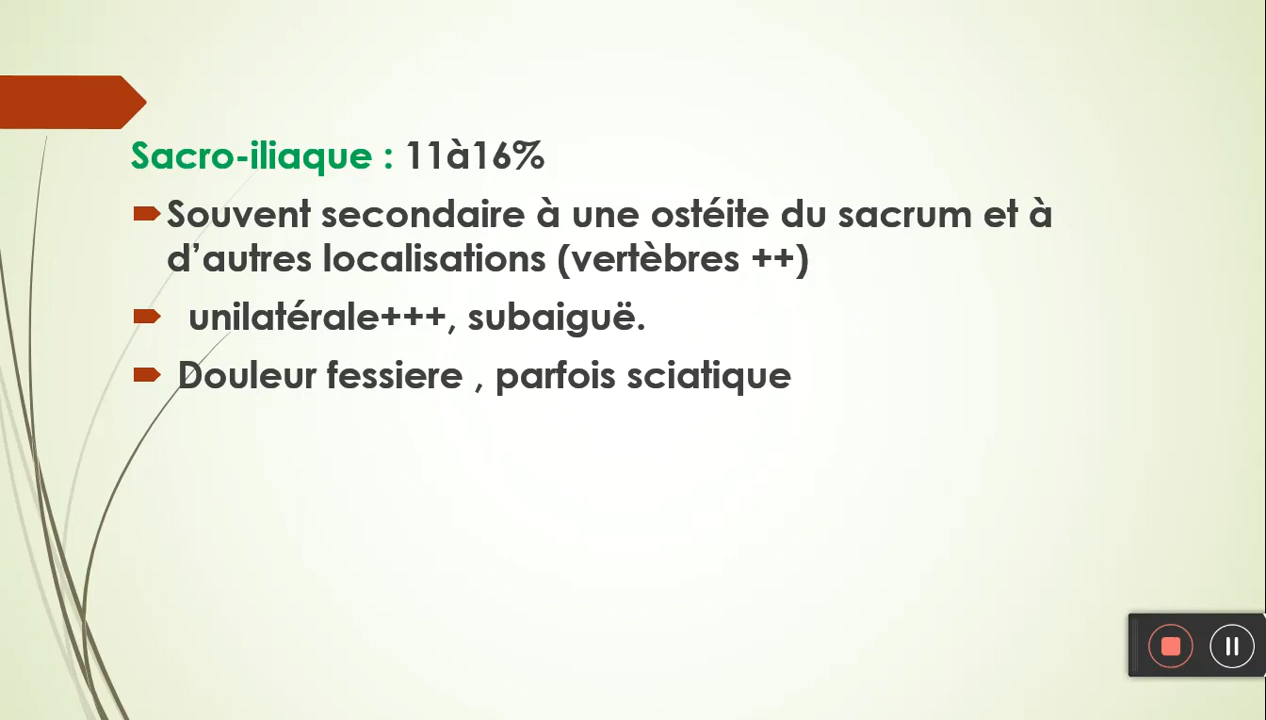 Sacro-iliaque : 11à16%
Souvent secondaire à une ostéite du sacrum et à
d’autres localisations (vertèbres ++)
unilatérale+++, subaiguë.
Douleur fessiere , parfois sciatique